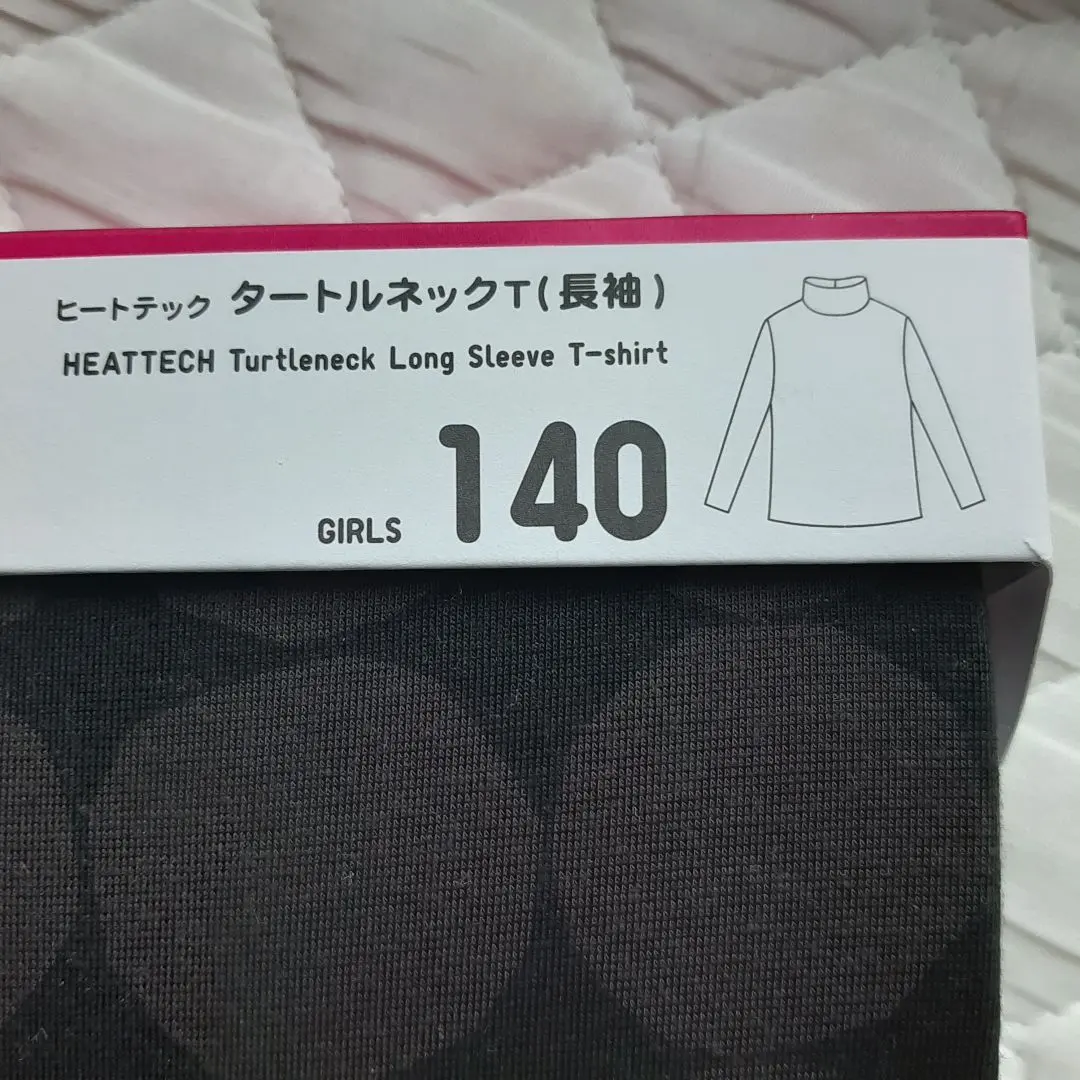 ヒートテック タートルネックT(長袖)
HEATTECH Turtleneck Long Sleeve T-shirt
GIRLS 140